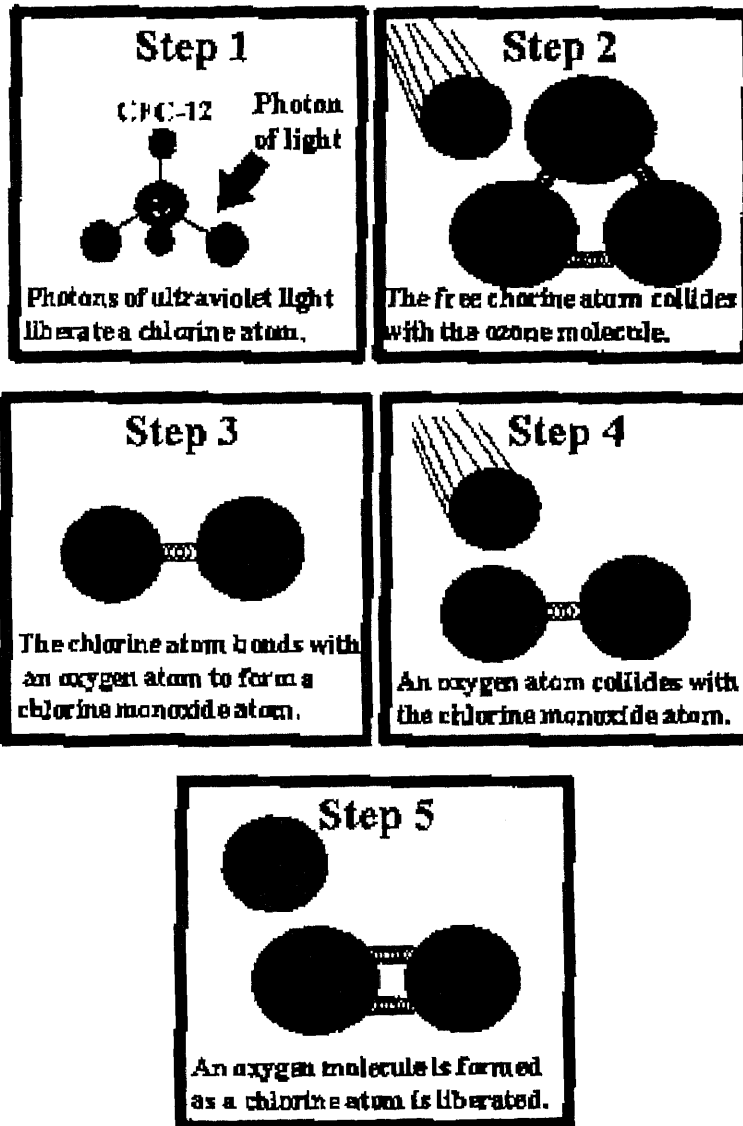 Step 1
CFC-12
Photon
of light
Photons of ultraviolet light
liberate a chlorine atom.
Step 2
The free chorine atom collides
with the ozone molecule.
Step 3
The chlorine atom bonds with
an oxygen atom to form a
chlorine monoxide atom.
Step 4
An oxygen atom collides with
the chlorine monoxide atom.
Step 5
An oxygen molecule is formed
as a chlorine atom is liberated.